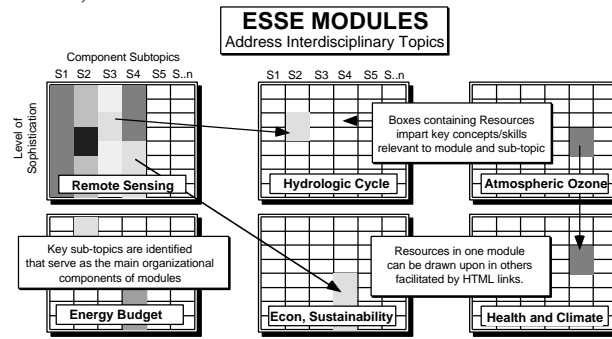 ESSE MODULES
Address Interdisciplinary Topics
Component Subtopics
S1 S2 S3 S4 S5 S..n
S1 S2 S3 S4 S5 S..n
Level of
Sophistication
Boxes containing Resources
impart key concepts/skills
relevant to module and sub-topic
Remote Sensing
Hydrologic Cycle
Atmospheric Ozone
Key sub-topics are identified
that serve as the main organizational
components of modules
Resources in one module
can be drawn upon in others
facilitated by HTML links.
Energy Budget
Econ, Sustainability
Health and Climate